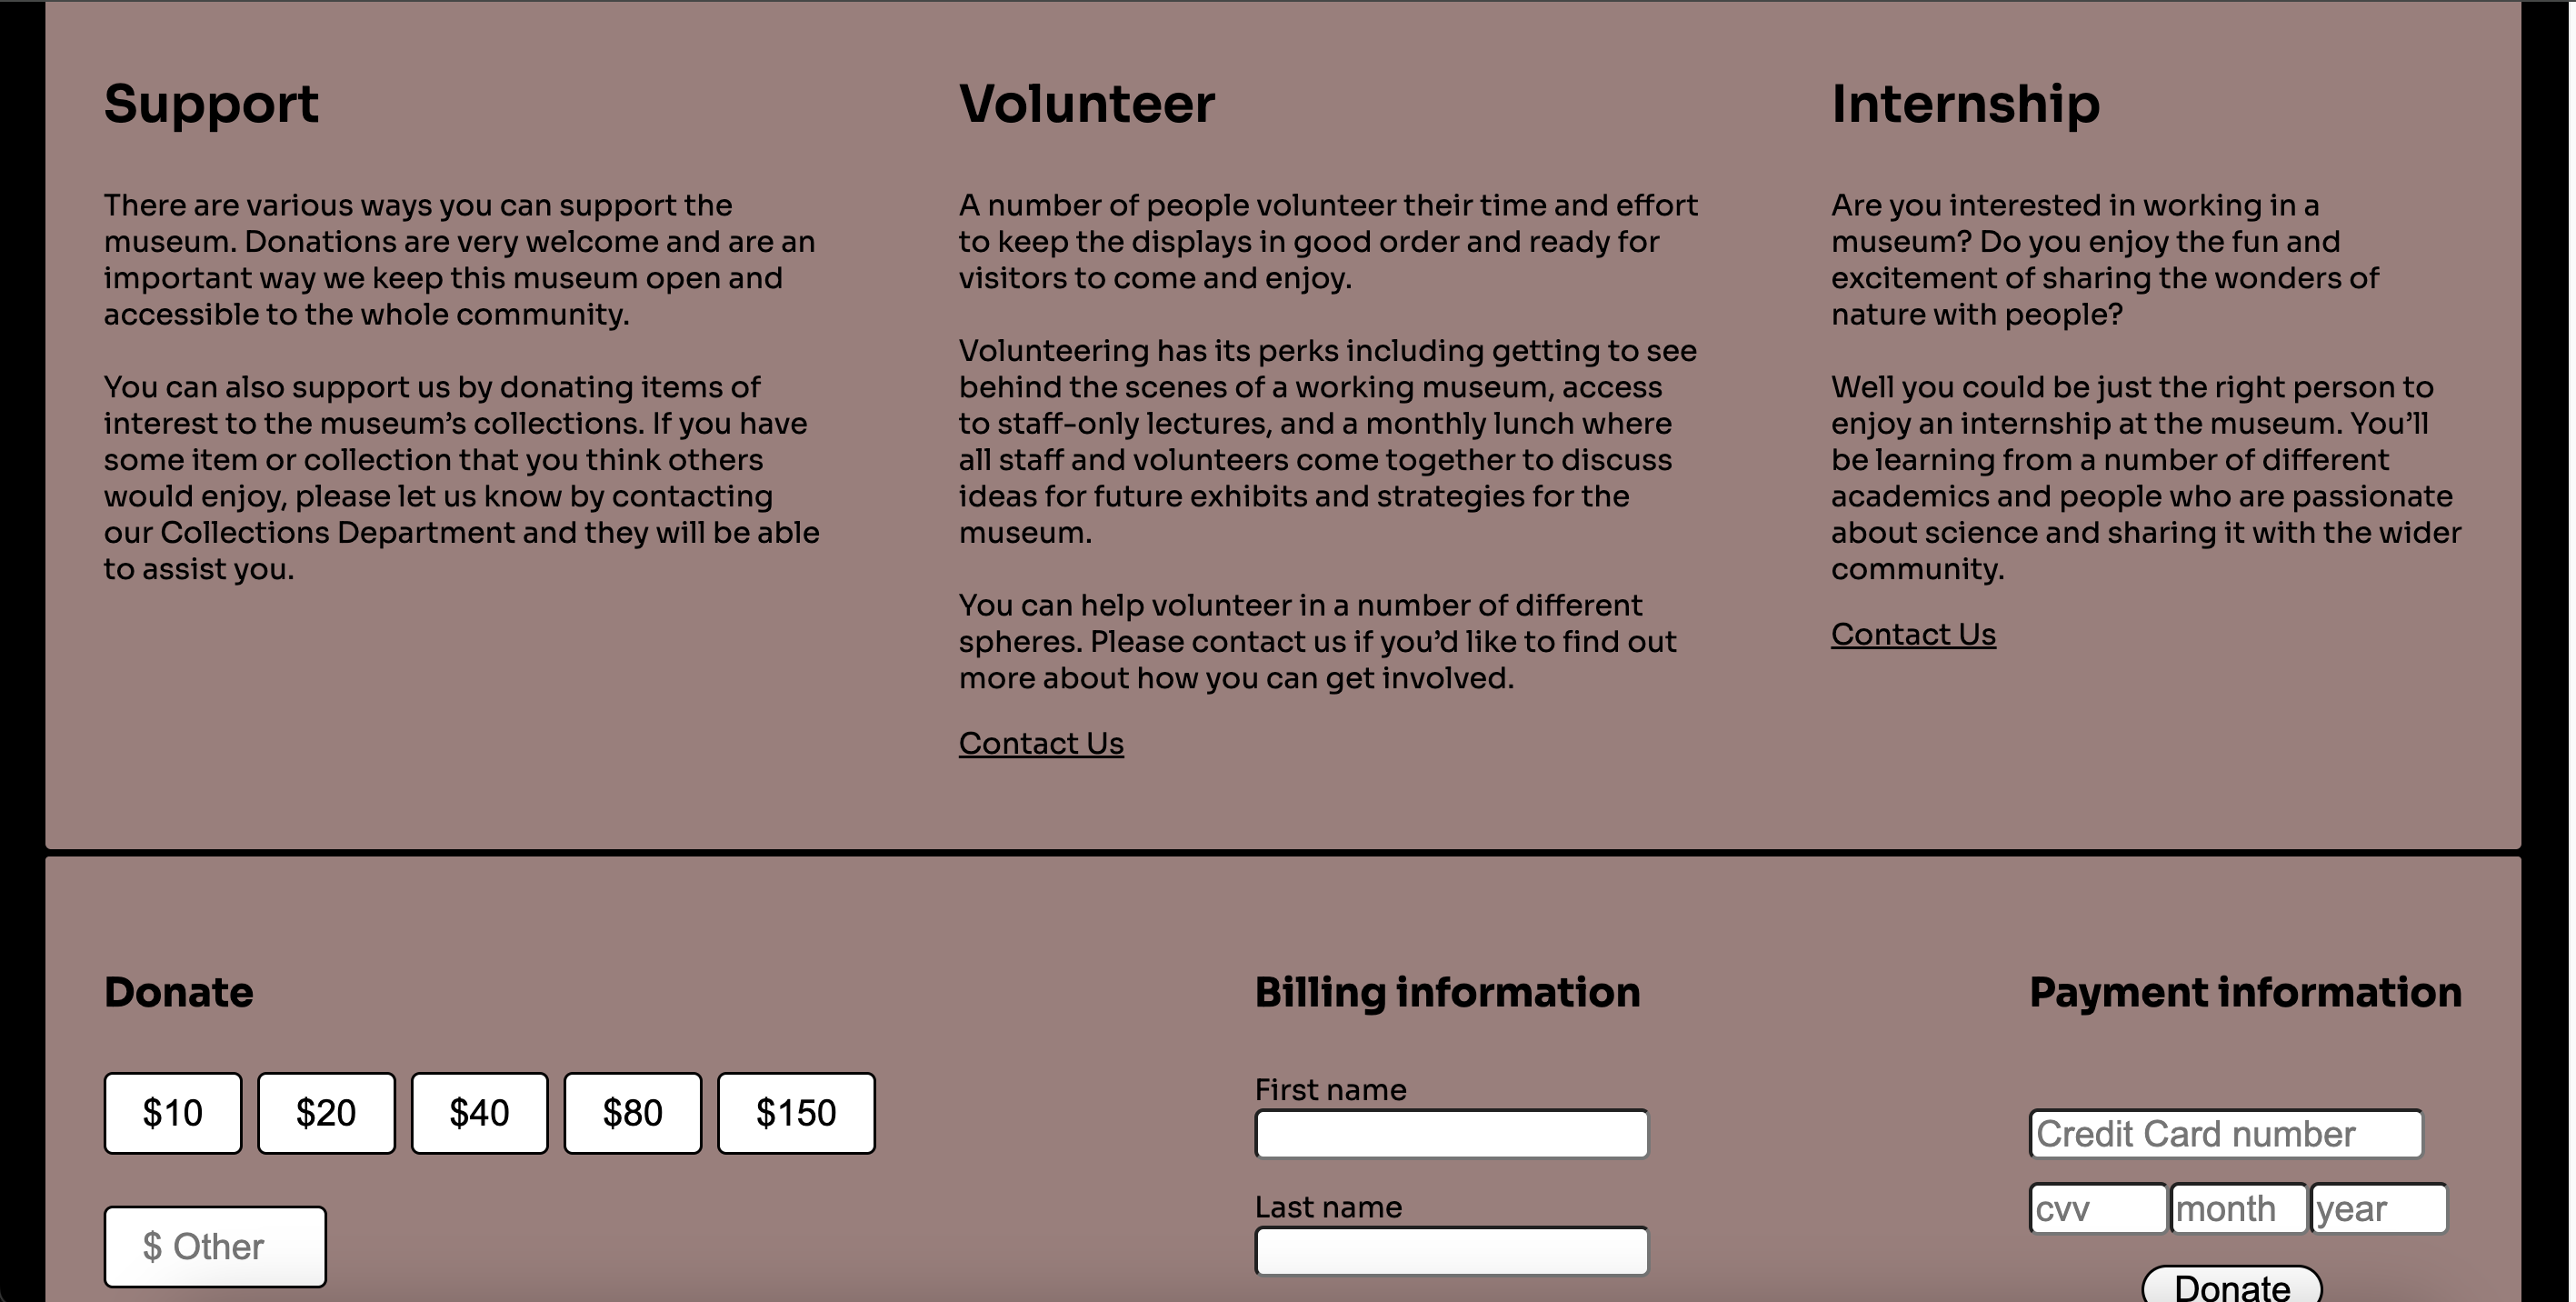 Support
There are various ways you can support the
museum. Donations are very welcome and are an
important way we keep this museum open and
accessible to the whole community.
You can also support us by donating items of
interest to the museum’s collections. If you have
some item or collection that you think others
would enjoy, please let us know by contacting
our Collections Department and they will be able
to assist you.
Volunteer
A number of people volunteer their time and effort
to keep the displays in good order and ready for
visitors to come and enjoy.
Volunteering has its perks including getting to see
behind the scenes of a working museum, access
to staff-only lectures, and a monthly lunch where
all staff and volunteers come together to discuss
ideas for future exhibits and strategies for the
museum.
You can help volunteer in a number of different
spheres. Please contact us if you’d like to find out
more about how you can get involved.
Contact Us
Internship
Are you interested in working in a
museum? Do you enjoy the fun and
excitement of sharing the wonders of
nature with people?
Well you could be just the right person to
enjoy an internship at the museum. You’ll
be learning from a number of different
academics and people who are passionate
about science and sharing it with the wider
community.
Contact Us
Donate
$10 $20 $40 $80 $150
$ Other
Billing information
First name
Last name
Payment information
Credit Card number
cvv month year
Donate